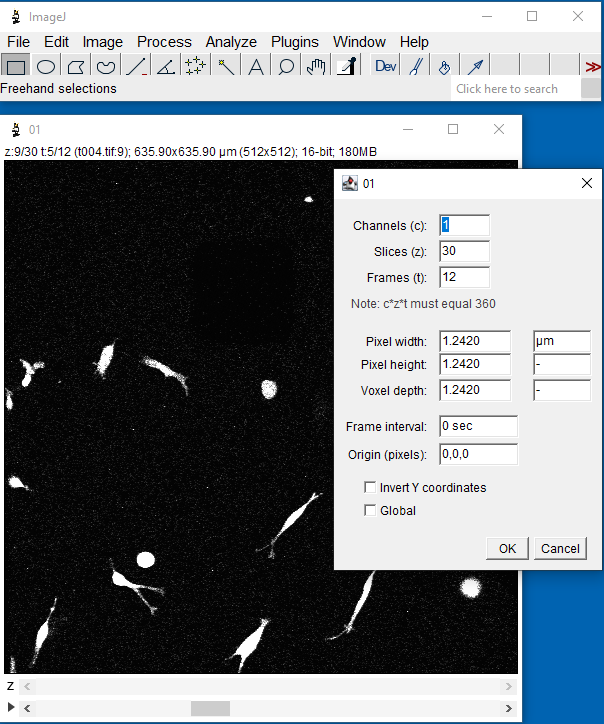 ImageJ
File Edit Image Process Analyze Plugins Window Help
Dev
Freehand selections
Click here to search
01
z:9/30 t:5/12 (t004.tif:9); 635.90x635.90 µm (512x512); 16-bit; 180MB
01
Channels (c): 1
Slices (z): 30
Frames (t): 12
Note: c*z*t must equal 360
Pixel width: 1.2420 µm
Pixel height: 1.2420 -
Voxel depth: 1.2420 -
Frame interval: 0 sec
Origin (pixels): 0,0,0
Invert Y coordinates
Global
OK Cancel
z